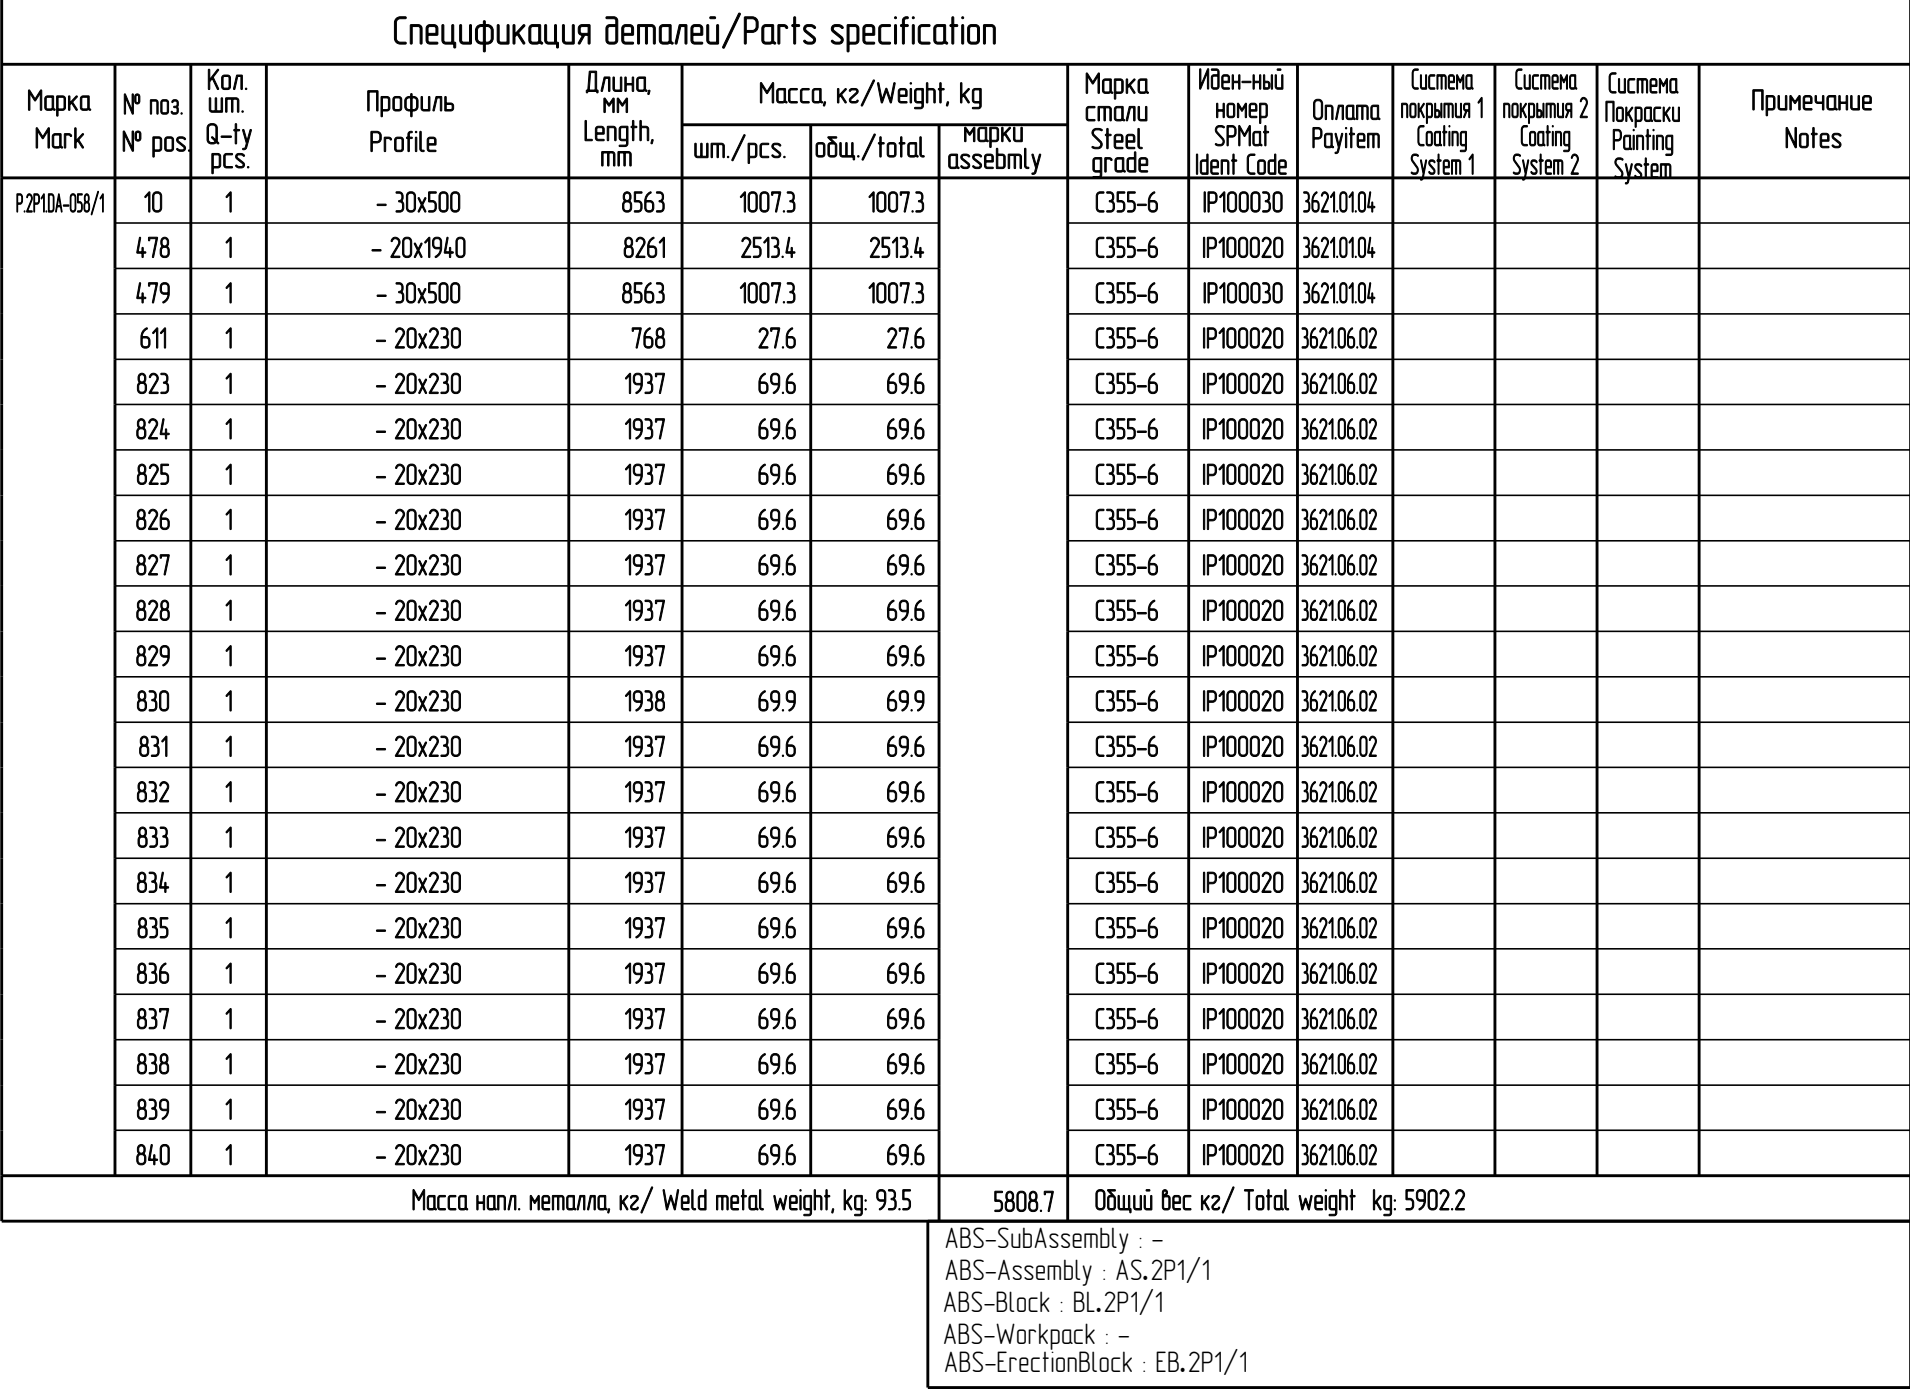 Спецификация деталей/Parts specification
Марка Mark | № поз. № pos. | Кол. шт. Q-ty pcs. | Профиль Profile | Длина, мм Length, mm | Масса, кг/Weight, kg | Марка стали Steel grade | Иден-ный номер SPMat Ident Code | Оплата Payitem | Система покрытия 1 Coating System 1 | Система покрытия 2 Coating System 2 | Система Покраски Painting System | Примечание Notes
шт./pcs. | общ./total | марки assebmly
P.2P1.DA-058/1 10 1 - 30x500 8563 1007.3 1007.3 C355-6 IP100030 3621.01.04
478 1 - 20x1940 8261 2513.4 2513.4 C355-6 IP100020 3621.01.04
479 1 - 30x500 8563 1007.3 1007.3 C355-6 IP100030 3621.01.04
611 1 - 20x230 768 27.6 27.6 C355-6 IP100020 3621.06.02
823 1 - 20x230 1937 69.6 69.6 C355-6 IP100020 3621.06.02
824 1 - 20x230 1937 69.6 69.6 C355-6 IP100020 3621.06.02
825 1 - 20x230 1937 69.6 69.6 C355-6 IP100020 3621.06.02
826 1 - 20x230 1937 69.6 69.6 C355-6 IP100020 3621.06.02
827 1 - 20x230 1937 69.6 69.6 C355-6 IP100020 3621.06.02
828 1 - 20x230 1937 69.6 69.6 C355-6 IP100020 3621.06.02
829 1 - 20x230 1937 69.6 69.6 C355-6 IP100020 3621.06.02
830 1 - 20x230 1938 69.9 69.9 C355-6 IP100020 3621.06.02
831 1 - 20x230 1937 69.6 69.6 C355-6 IP100020 3621.06.02
832 1 - 20x230 1937 69.6 69.6 C355-6 IP100020 3621.06.02
833 1 - 20x230 1937 69.6 69.6 C355-6 IP100020 3621.06.02
834 1 - 20x230 1937 69.6 69.6 C355-6 IP100020 3621.06.02
835 1 - 20x230 1937 69.6 69.6 C355-6 IP100020 3621.06.02
836 1 - 20x230 1937 69.6 69.6 C355-6 IP100020 3621.06.02
837 1 - 20x230 1937 69.6 69.6 C355-6 IP100020 3621.06.02
838 1 - 20x230 1937 69.6 69.6 C355-6 IP100020 3621.06.02
839 1 - 20x230 1937 69.6 69.6 C355-6 IP100020 3621.06.02
840 1 - 20x230 1937 69.6 69.6 C355-6 IP100020 3621.06.02
Масса напл. металла, кг/ Weld metal weight, kg: 93.5 5808.7 Общий вес кг/ Total weight kg: 5902.2
ABS-SubAssembly : -
ABS-Assembly : AS.2P1/1
ABS-Block : BL.2P1/1
ABS-Workpack : -
ABS-ErectionBlock : EB.2P1/1